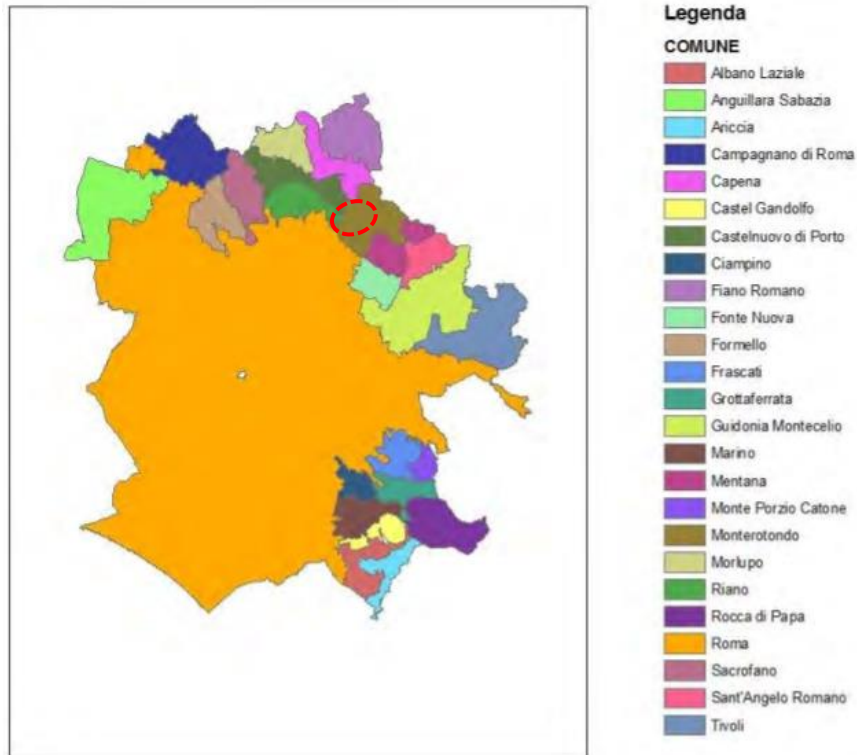 Legenda
COMUNE
Albano Laziale
Anguillara Sabazia
Ariccia
Campagnano di Roma
Capena
Castel Gandolfo
Castelnuovo di Porto
Ciampino
Fiano Romano
Fonte Nuova
Formello
Frascati
Grottaferrata
Guidonia Montecelio
Marino
Mentana
Monte Porzio Catone
Monterotondo
Morlupo
Riano
Rocca di Papa
Roma
Sacrofano
Sant'Angelo Romano
Tivoli